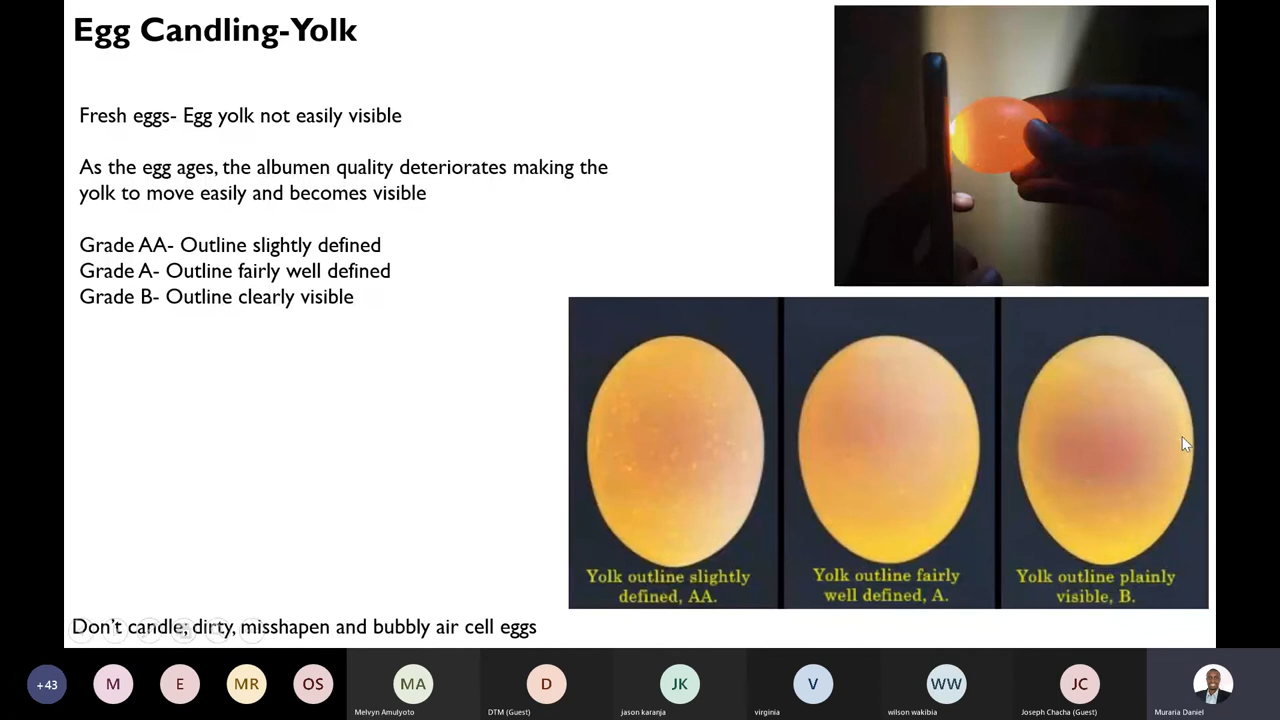 Egg Candling-Yolk
Fresh eggs- Egg yolk not easily visible
As the egg ages, the albumen quality deteriorates making the
yolk to move easily and becomes visible
Grade AA- Outline slightly defined
Grade A- Outline fairly well defined
Grade B- Outline clearly visible
Yolk outline slightly
defined, AA.
Yolk outline fairly
well defined, A.
Yolk outline plainly
visible, B.
Don't candle; dirty, misshapen and bubbly air cell eggs
+43
M
E
MR
OS
MA
D
JK
V
WW
JC
Melvyn Amulyoto
DTM (Guest)
jason karanja
virginia
wilson wakibia
Joseph Chacha (Guest)
Muraria Daniel